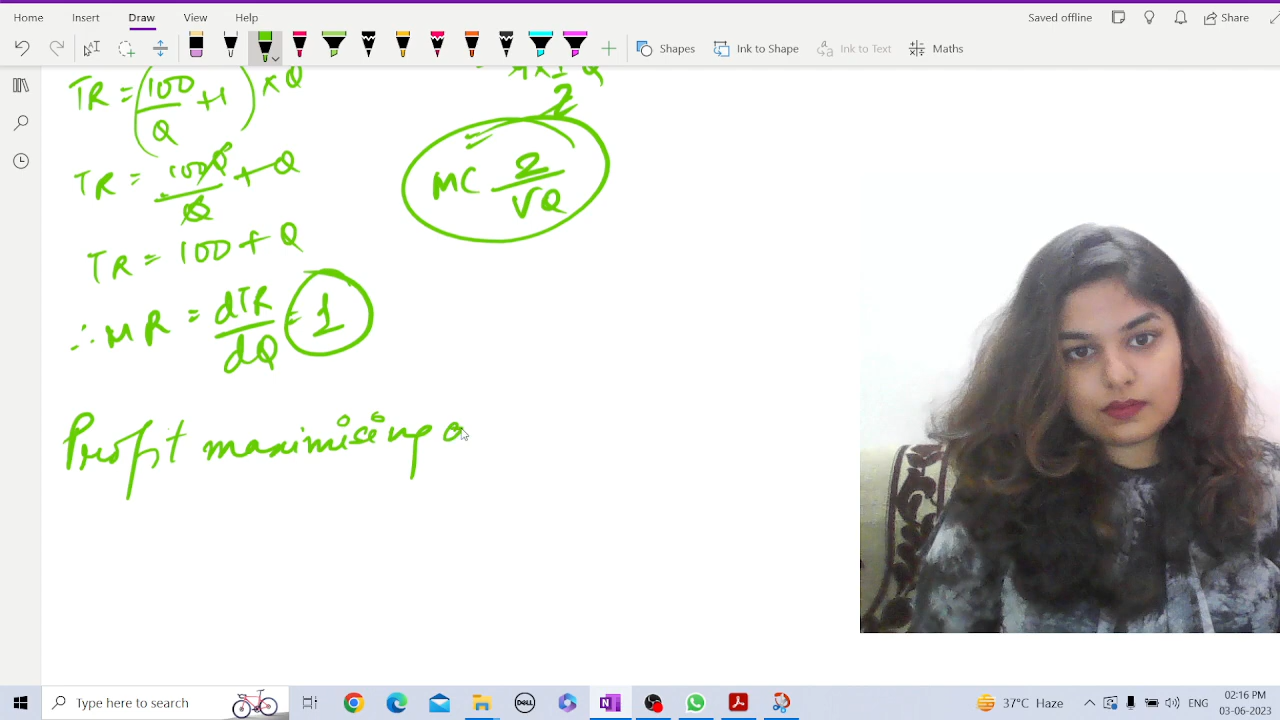 Home Insert Draw View Help Saved offline Share
Shapes Ink to Shape Ink to Text Maths
TR = (100/Q + 1) × Q
TR = 100Q/Q + Q
TR = 100 + Q
∴ MR = dTR/dQ = 1
2
MC 2/√Q
Profit maximising o
Type here to search DELL 37°C Haze ENG 02:16 PM
03-06-2023